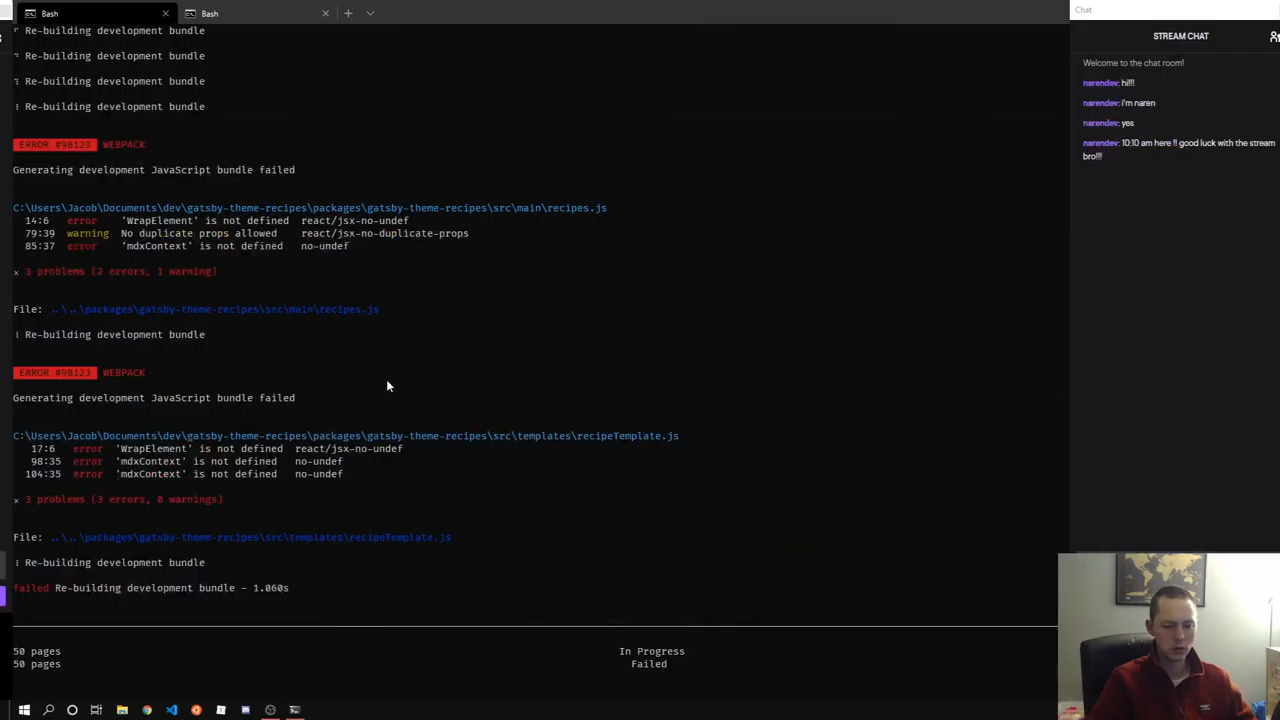 Bash
Bash
Re-building development bundle
Re-building development bundle
Re-building development bundle
Re-building development bundle
ERROR #98123 WEBPACK
Generating development JavaScript bundle failed
C:\Users\Jacob\Documents\dev\gatsby-theme-recipes\packages\gatsby-theme-recipes\src\main\recipes.js
14:6 error 'WrapElement' is not defined react/jsx-no-undef
79:39 warning No duplicate props allowed react/jsx-no-duplicate-props
85:37 error 'mdxContext' is not defined no-undef
× 3 problems (2 errors, 1 warning)
File: ..\..\packages\gatsby-theme-recipes\src\main\recipes.js
Re-building development bundle
ERROR #98123 WEBPACK
Generating development JavaScript bundle failed
C:\Users\Jacob\Documents\dev\gatsby-theme-recipes\packages\gatsby-theme-recipes\src\templates\recipeTemplate.js
17:6 error 'WrapElement' is not defined react/jsx-no-undef
98:35 error 'mdxContext' is not defined no-undef
104:35 error 'mdxContext' is not defined no-undef
× 3 problems (3 errors, 0 warnings)
File: ..\..\packages\gatsby-theme-recipes\src\templates\recipeTemplate.js
Re-building development bundle
failed Re-building development bundle - 1.060s
50 pages In Progress
50 pages Failed
Chat
STREAM CHAT
Welcome to the chat room!
narendev: hi!!!
narendev: i'm naren
narendev: yes
narendev: 10:10 am here !! good luck with the stream
bro!!!